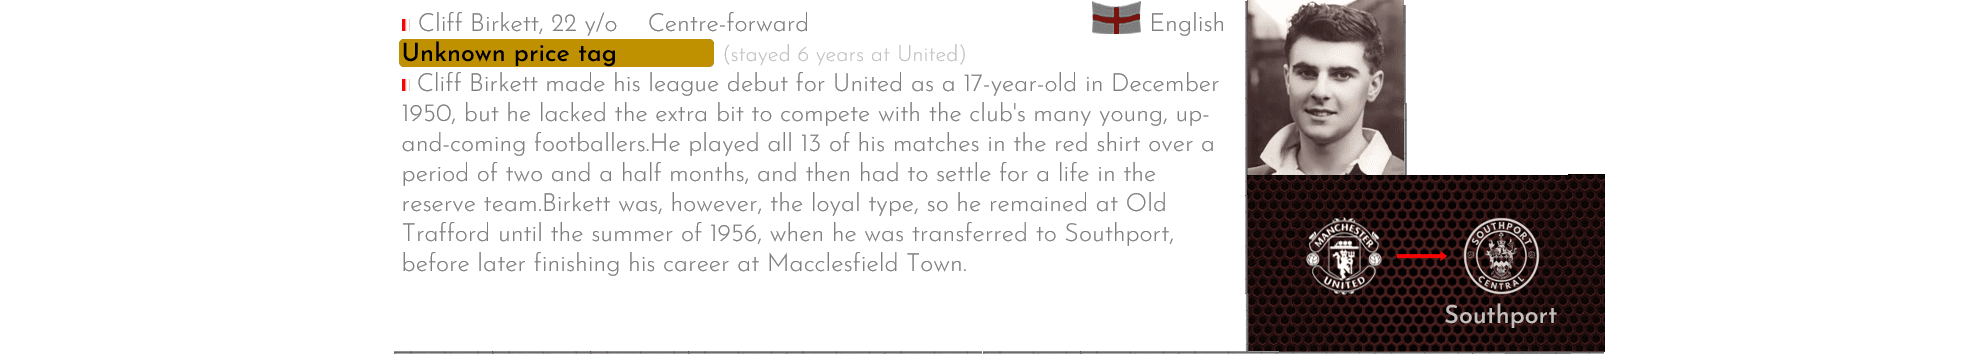 Cliff Birkett, 22 y/o Centre-forward English
Unknown price tag (stayed 6 years at United)
Cliff Birkett made his league debut for United as a 17-year-old in December
1950, but he lacked the extra bit to compete with the club's many young, up-
and-coming footballers.He played all 13 of his matches in the red shirt over a
period of two and a half months, and then had to settle for a life in the
reserve team.Birkett was, however, the loyal type, so he remained at Old
Trafford until the summer of 1956, when he was transferred to Southport,
before later finishing his career at Macclesfield Town.
MANCHESTER
UNITED
SOUTHPORT
CENTRAL
Southport